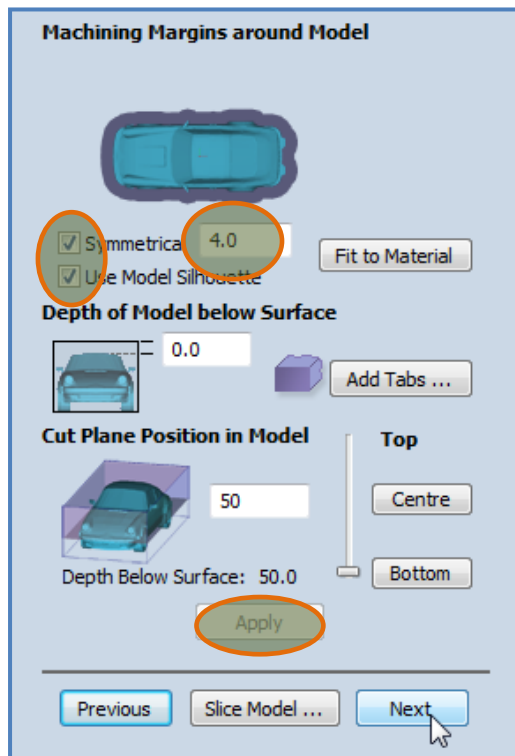 Machining Margins around Model
Symmetrical 4.0
Fit to Material
Use Model Silhouette
Depth of Model below Surface
0.0
Add Tabs ...
Cut Plane Position in Model
Top
50
Centre
Depth Below Surface: 50.0
Bottom
Apply
Previous
Slice Model ...
Next